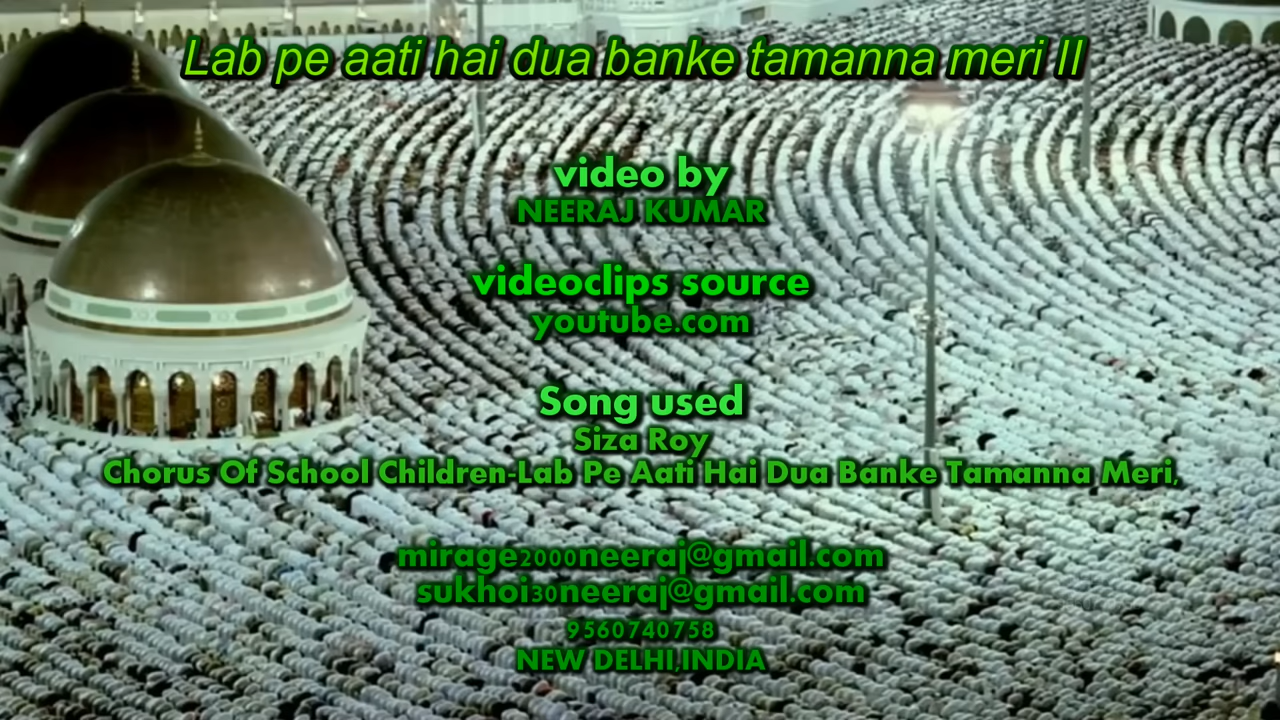 Lab pe aati hai dua banke tamanna meri II
video by
NEERAJ KUMAR
videoclips source
youtube.com
Song used
Siza Roy
Chorus Of School Children-Lab Pe Aati Hai Dua Banke Tamanna Meri,
mirage2000neeraj@gmail.com
sukhoi30neeraj@gmail.com
9560740758
NEW DELHI,INDIA